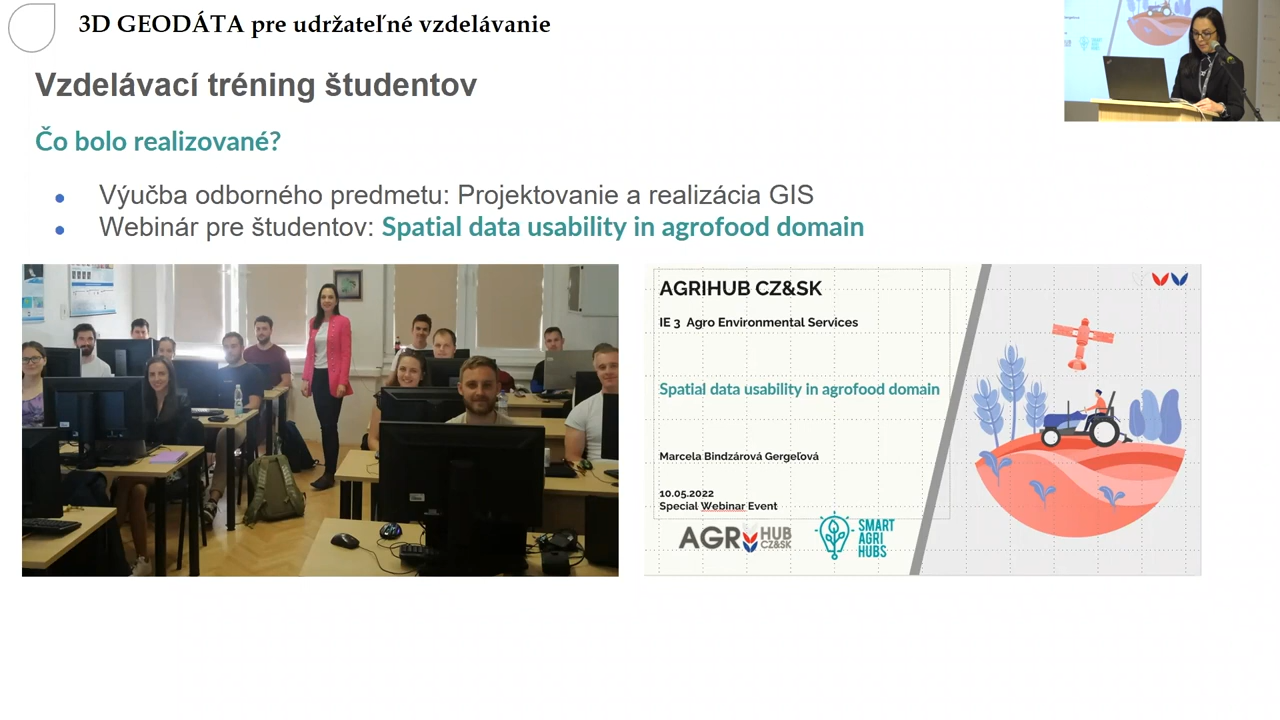 3D GEODÁTA pre udržateľné vzdelávanie
Vzdelávací tréning študentov
Čo bolo realizované?
Výučba odborného predmetu: Projektovanie a realizácia GIS
Webinár pre študentov: Spatial data usability in agrofood domain
AGRIHUB CZ&SK
IE 3 Agro Environmental Services
Spatial data usability in agrofood domain
Marcela Bindzárová Gergeľová
10.05.2022
Special Webinar Event
AGRI HUB
CZ&SK
SMART
AGRI
HUBS